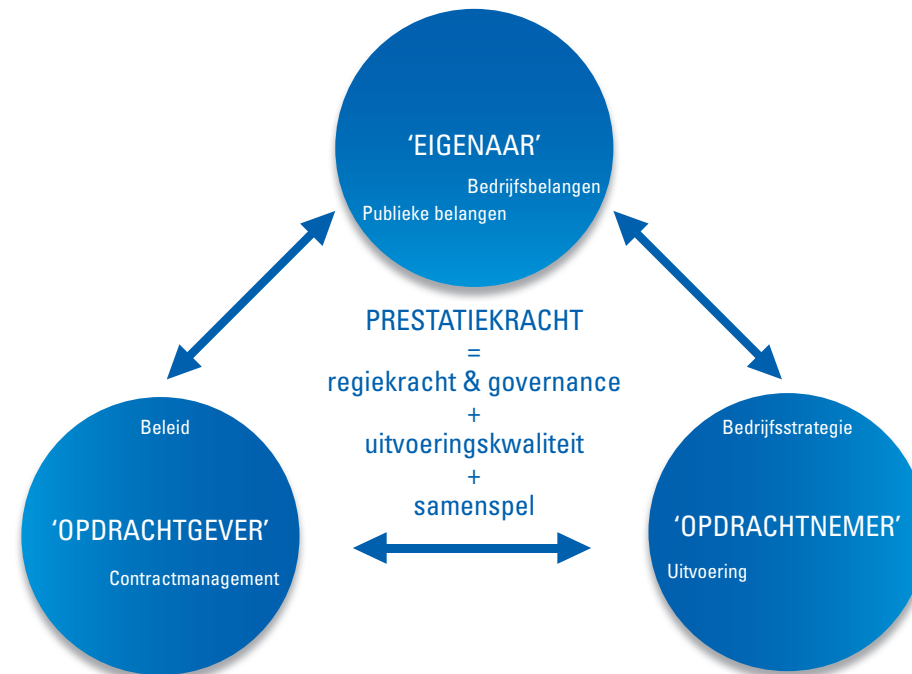 ‘EIGENAAR’
Bedrijfsbelangen
Publieke belangen
PRESTATIEKRACHT
=
regiekracht & governance
+
uitvoeringskwaliteit
+
samenspel
Beleid
‘OPDRACHTGEVER’
Contractmanagement
Bedrijfsstrategie
‘OPDRACHTNEMER’
Uitvoering